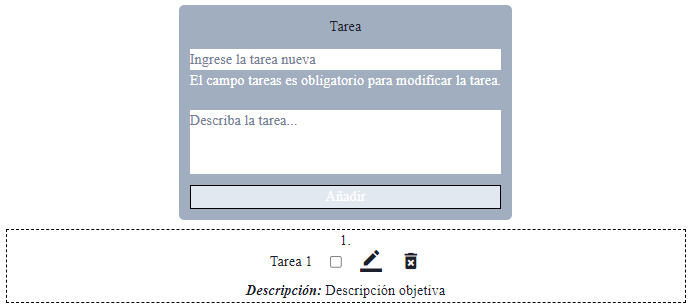 Tarea
Ingrese la tarea nueva
El campo tareas es obligatorio para modificar la tarea.
Describa la tarea...
Añadir
1.
Tarea 1
Descripción: Descripción objetiva